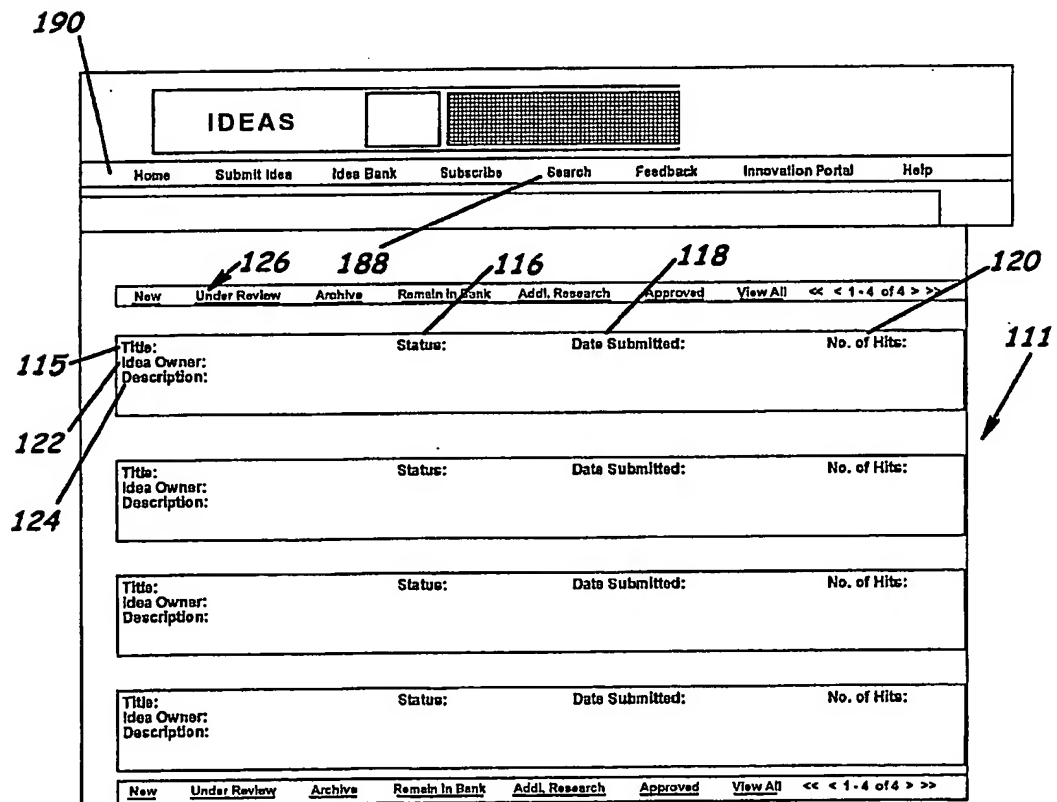 190
IDEAS
Home Submit Idea Idea Bank Subscribe Search Feedback Innovation Portal Help
126 188 116 118 120
New Under Review Archive Remain in Bank Addl. Research Approved View All << < 1 - 4 of 4 > >>
111
115
Title: Status: Date Submitted: No. of Hits:
Idea Owner:
Description:
122
124
Title: Status: Date Submitted: No. of Hits:
Idea Owner:
Description:
Title: Status: Date Submitted: No. of Hits:
Idea Owner:
Description:
Title: Status: Date Submitted: No. of Hits:
Idea Owner:
Description:
New Under Review Archive Remain in Bank Addl. Research Approved View All << < 1 - 4 of 4 > >>